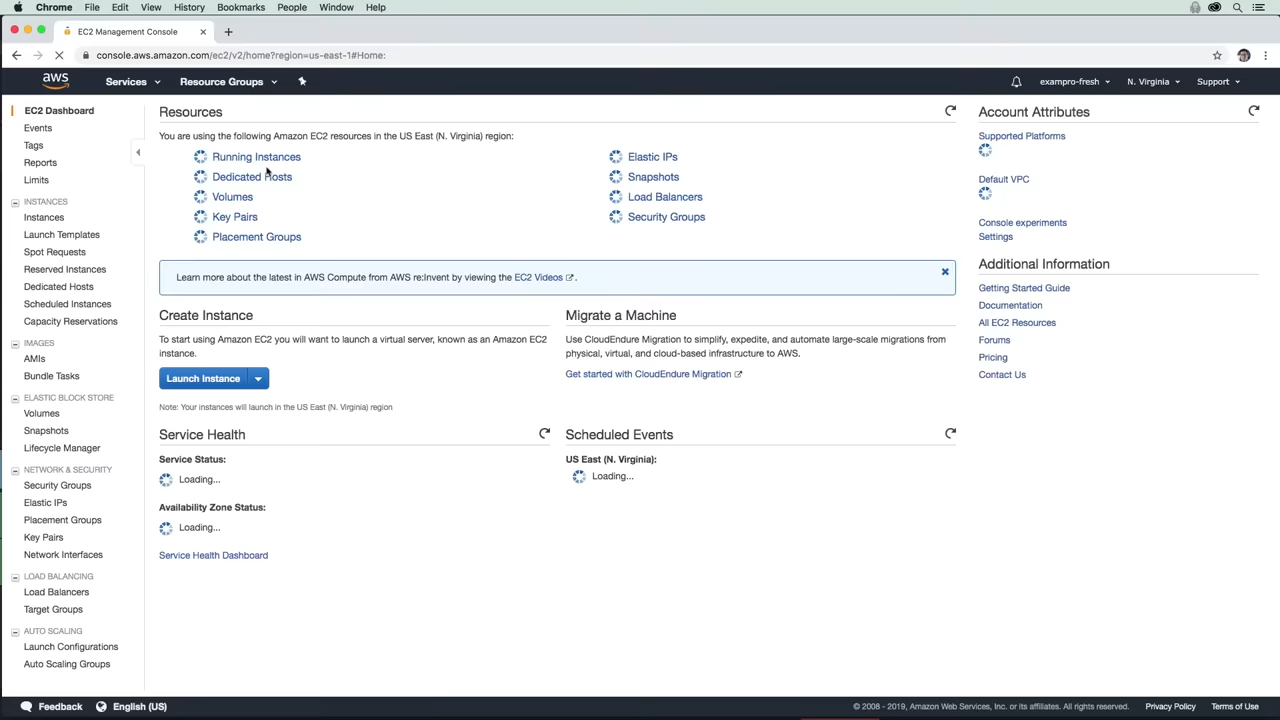 Chrome File Edit View History Bookmarks People Window Help
EC2 Management Console
console.aws.amazon.com/ec2/v2/home?region=us-east-1#Home:
aws Services Resource Groups exampro-fresh N. Virginia Support
EC2 Dashboard
Events
Tags
Reports
Limits
INSTANCES
Instances
Launch Templates
Spot Requests
Reserved Instances
Dedicated Hosts
Scheduled Instances
Capacity Reservations
IMAGES
AMIs
Bundle Tasks
ELASTIC BLOCK STORE
Volumes
Snapshots
Lifecycle Manager
NETWORK & SECURITY
Security Groups
Elastic IPs
Placement Groups
Key Pairs
Network Interfaces
LOAD BALANCING
Load Balancers
Target Groups
AUTO SCALING
Launch Configurations
Auto Scaling Groups
Resources
You are using the following Amazon EC2 resources in the US East (N. Virginia) region:
Running Instances
Dedicated Hosts
Volumes
Key Pairs
Placement Groups
Elastic IPs
Snapshots
Load Balancers
Security Groups
Learn more about the latest in AWS Compute from AWS re:Invent by viewing the EC2 Videos .
Create Instance
To start using Amazon EC2 you will want to launch a virtual server, known as an Amazon EC2
instance.
Launch Instance
Note: Your instances will launch in the US East (N. Virginia) region
Migrate a Machine
Use CloudEndure Migration to simplify, expedite, and automate large-scale migrations from
physical, virtual, and cloud-based infrastructure to AWS.
Get started with CloudEndure Migration
Service Health
Service Status:
Loading...
Availability Zone Status:
Loading...
Service Health Dashboard
Scheduled Events
US East (N. Virginia):
Loading...
Account Attributes
Supported Platforms
Default VPC
Console experiments
Settings
Additional Information
Getting Started Guide
Documentation
All EC2 Resources
Forums
Pricing
Contact Us
Feedback English (US) © 2008 - 2019, Amazon Web Services, Inc. or its affiliates. All rights reserved. Privacy Policy Terms of Use